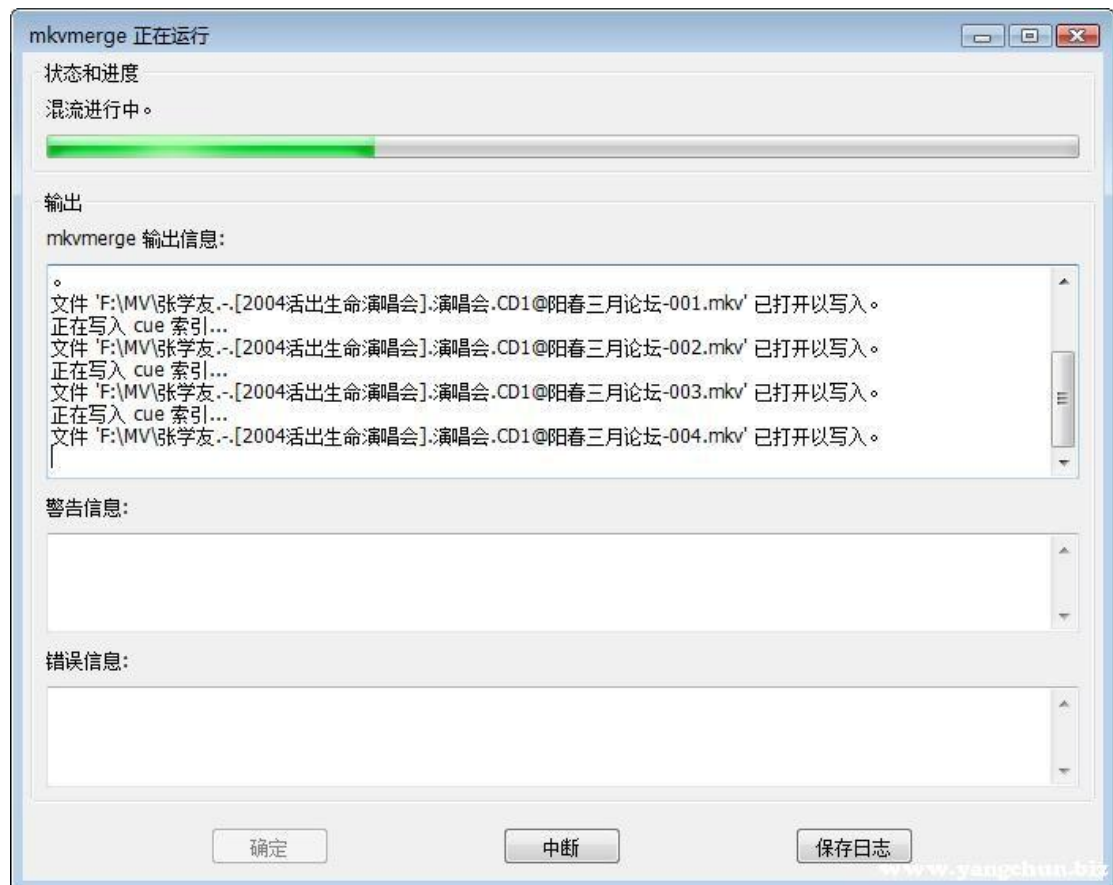 mkvmerge 正在运行
状态和进度
混流进行中。
输出
mkvmerge 输出信息:
。
文件 'F:\MV\张学友.-.[2004活出生命演唱会].演唱会.CD1@阳春三月论坛-001.mkv' 已打开以写入。
正在写入 cue 索引...
文件 'F:\MV\张学友.-.[2004活出生命演唱会].演唱会.CD1@阳春三月论坛-002.mkv' 已打开以写入。
正在写入 cue 索引...
文件 'F:\MV\张学友.-.[2004活出生命演唱会].演唱会.CD1@阳春三月论坛-003.mkv' 已打开以写入。
正在写入 cue 索引...
文件 'F:\MV\张学友.-.[2004活出生命演唱会].演唱会.CD1@阳春三月论坛-004.mkv' 已打开以写入。
警告信息:
错误信息:
确定 中断 保存日志
www.yangchun.biz